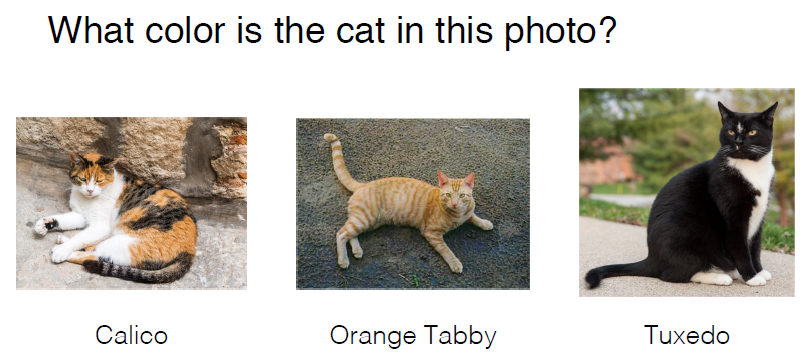 What color is the cat in this photo?
Calico
Orange Tabby
Tuxedo